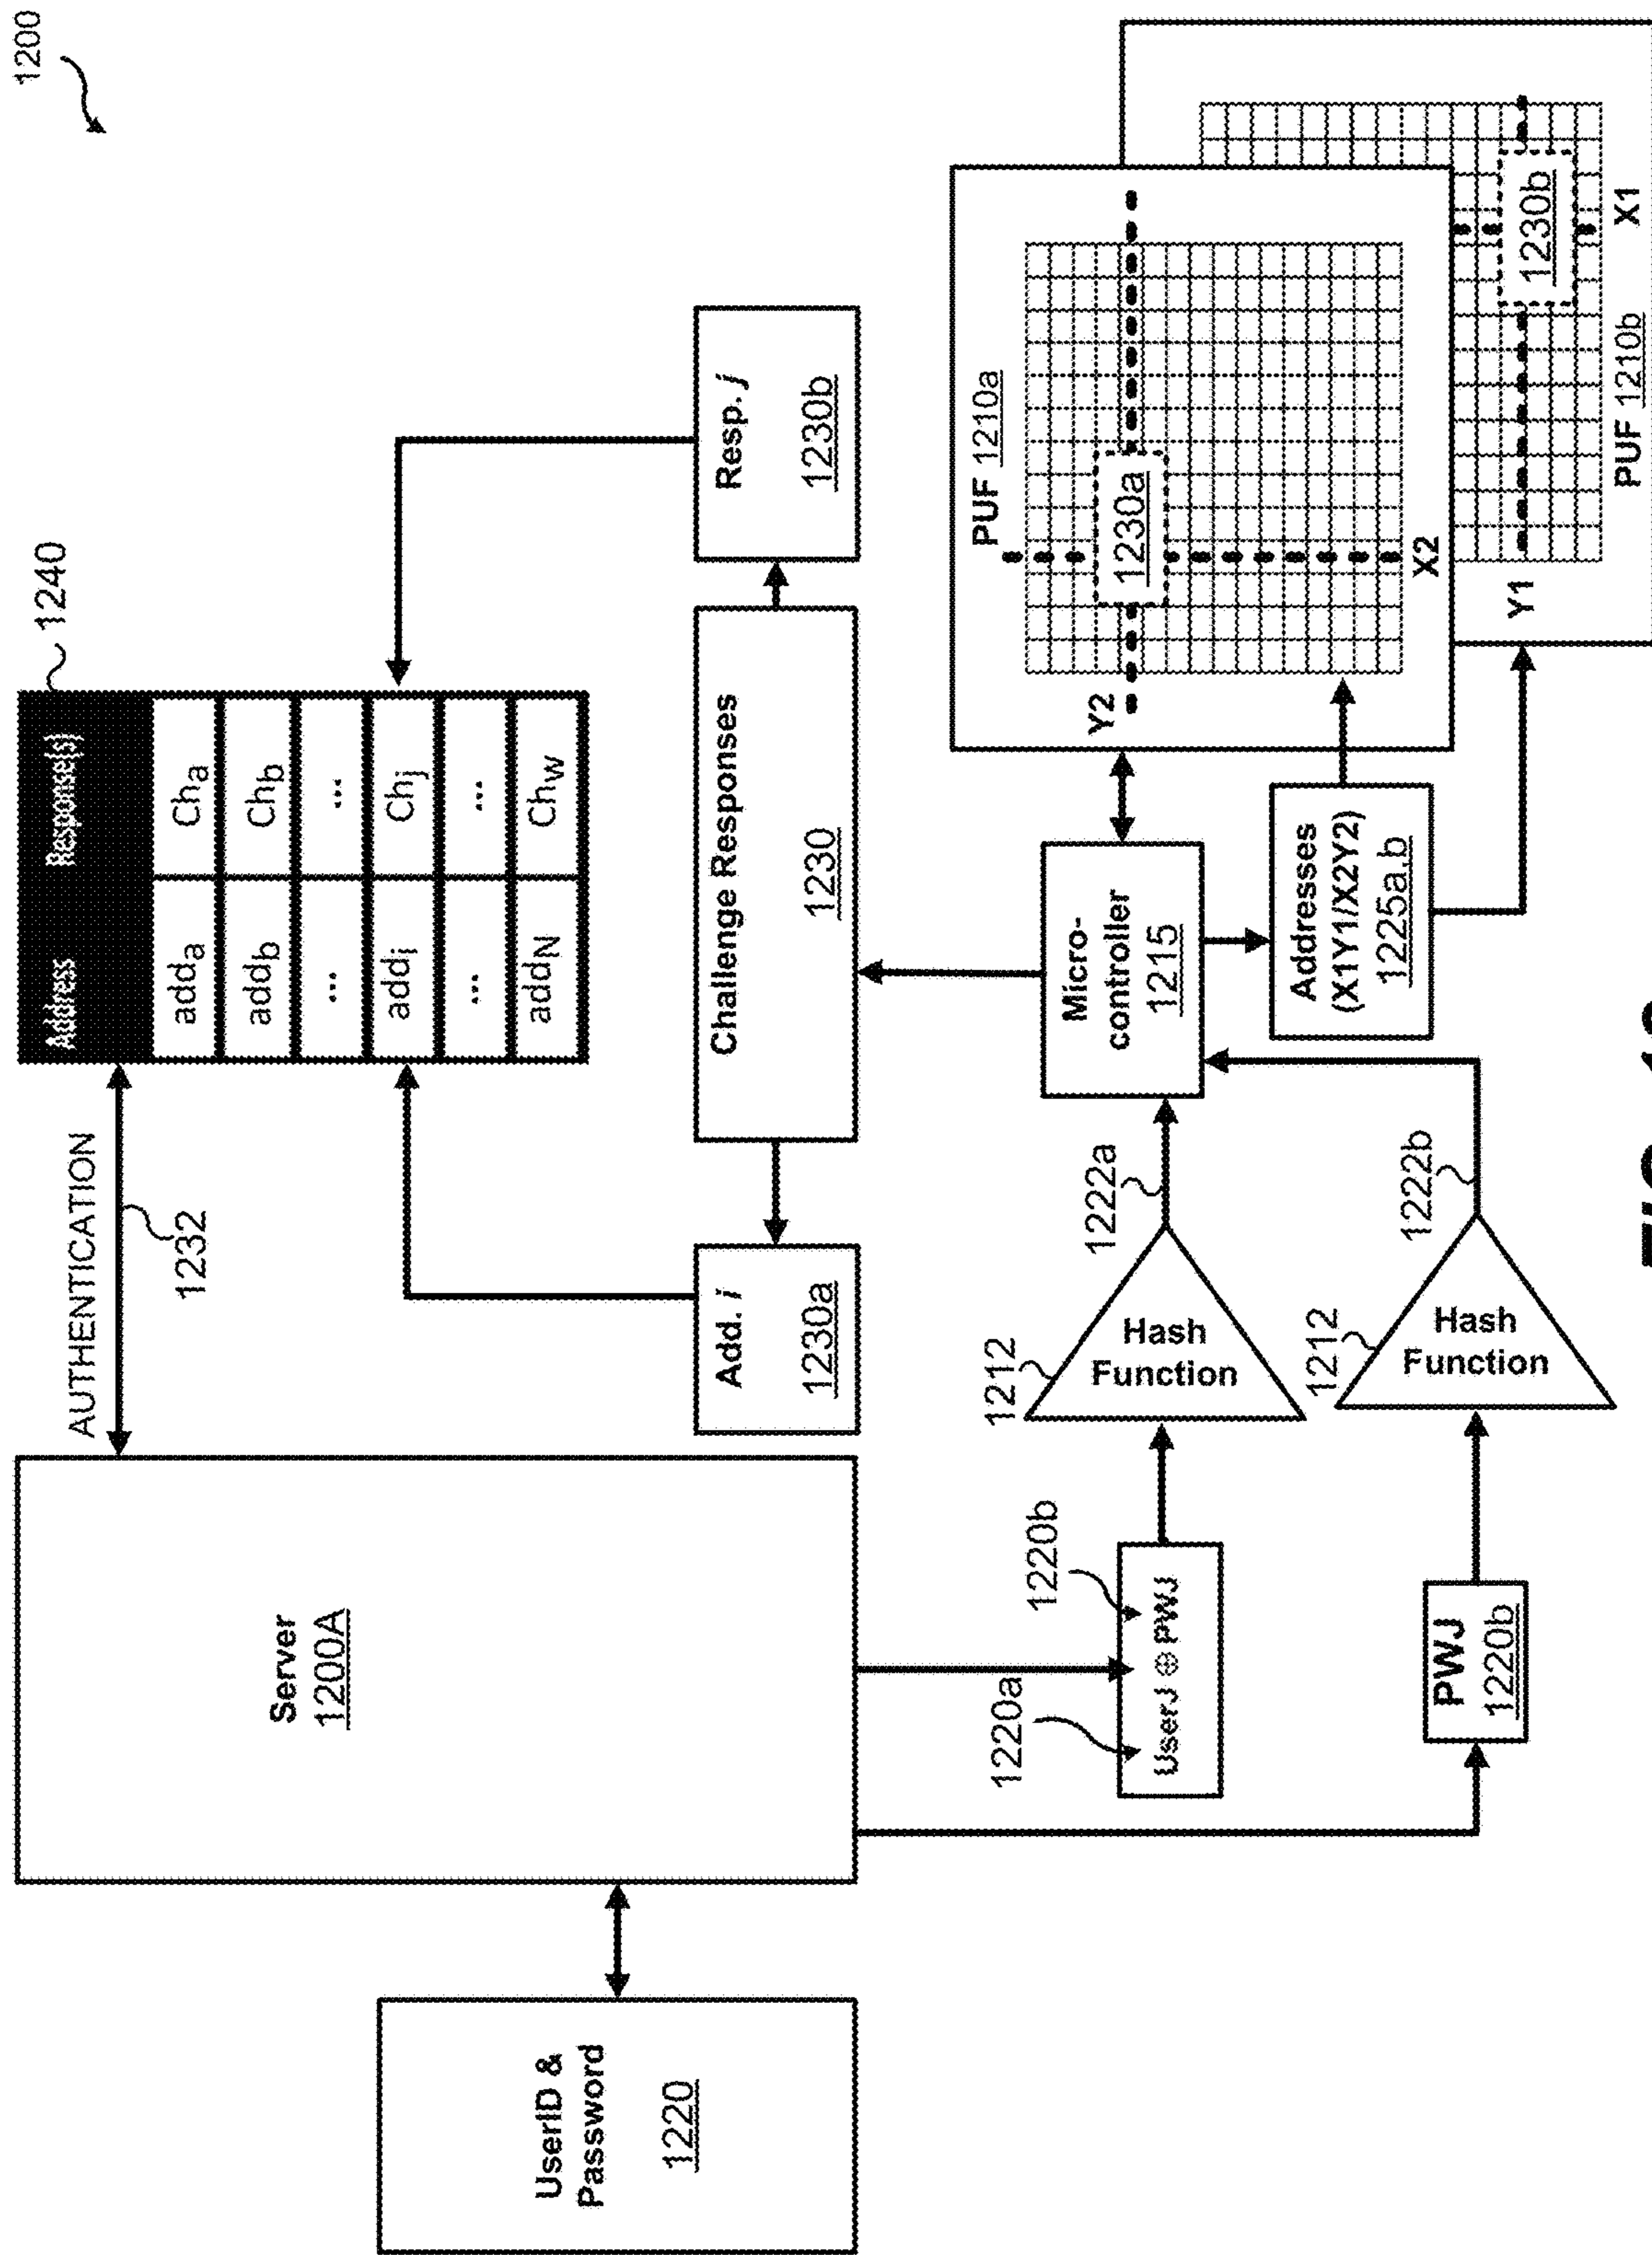 1200
AUTHENTICATION
1232
1240
Address Response[s]
add_a Ch_a
add_b Ch_b
... ...
add_i Ch_j
... ...
add_N Ch_w
Server
1200A
UserID &
Password
1220
Add. i
1230a
Challenge Responses
1230
Resp. j
1230b
1220a
1220b
UserJ ⊕ PWJ
PWJ
1220b
1212
Hash
Function
1222a
1212
Hash
Function
1222b
Micro-
controller
1215
Addresses
(X1Y1/X2Y2)
1225a.b
PUF 1210a
Y2
1230a
X2
Y1
1230b
PUF 1210b X1